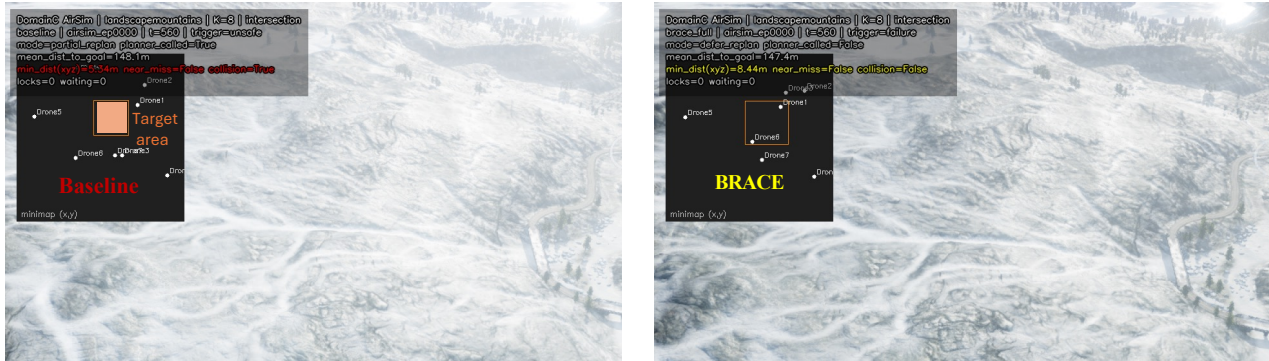 DomainC AirSim | landscapemountains | K=8 | intersection
baseline | airsim_ep0000 | t=560 | trigger=unsafe
mode=partial_replan planner_called=True
mean_dist_to_goal=148.1m
near_miss=False collision=True
locks=0 waiting=0
Drone2
Drone1
Drone5
Target
area
Drone6
Dron
Baseline
minimap (x,y)
DomainC AirSim | landscapemountains | K=8 | intersection
brace_full | airsim_ep0000 | t=560 | trigger=failure
mode=defer_replan planner_called=False
mean_dist_to_goal=147.4m
min_dist(xyz)=8.44m near_miss=False collision=False
locks=0 waiting=0
Drone2
Drone1
Drone5
Drone6
Drone7
Dron
BRACE
minimap (x,y)